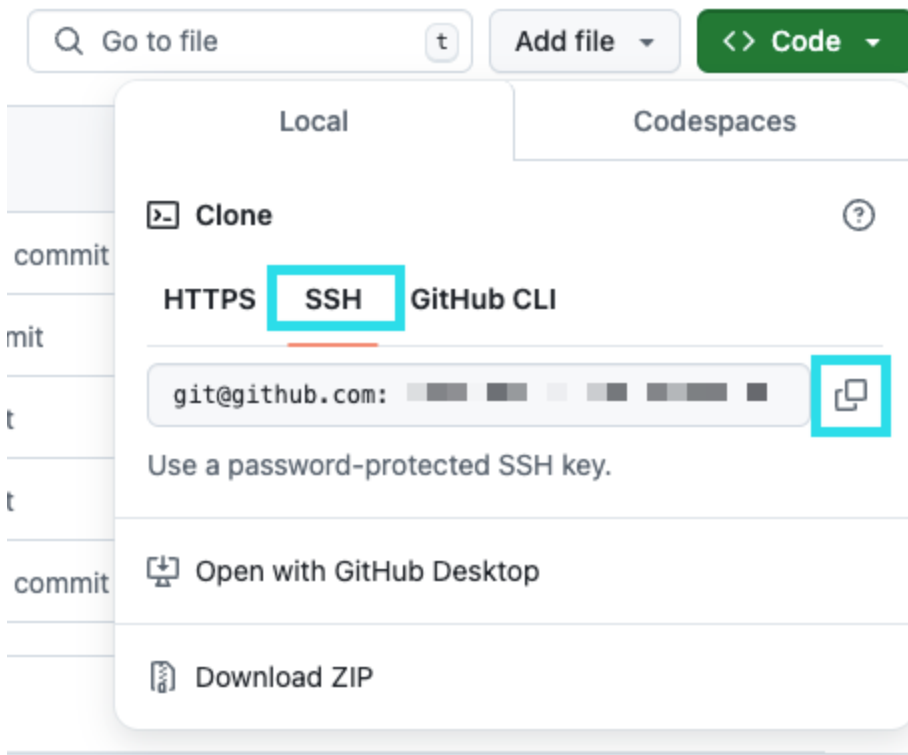 Go to file t Add file <> Code
Local Codespaces
Clone
commit
HTTPS SSH GitHub CLI
mit
git@github.com:
t
Use a password-protected SSH key.
t
Open with GitHub Desktop
commit
Download ZIP